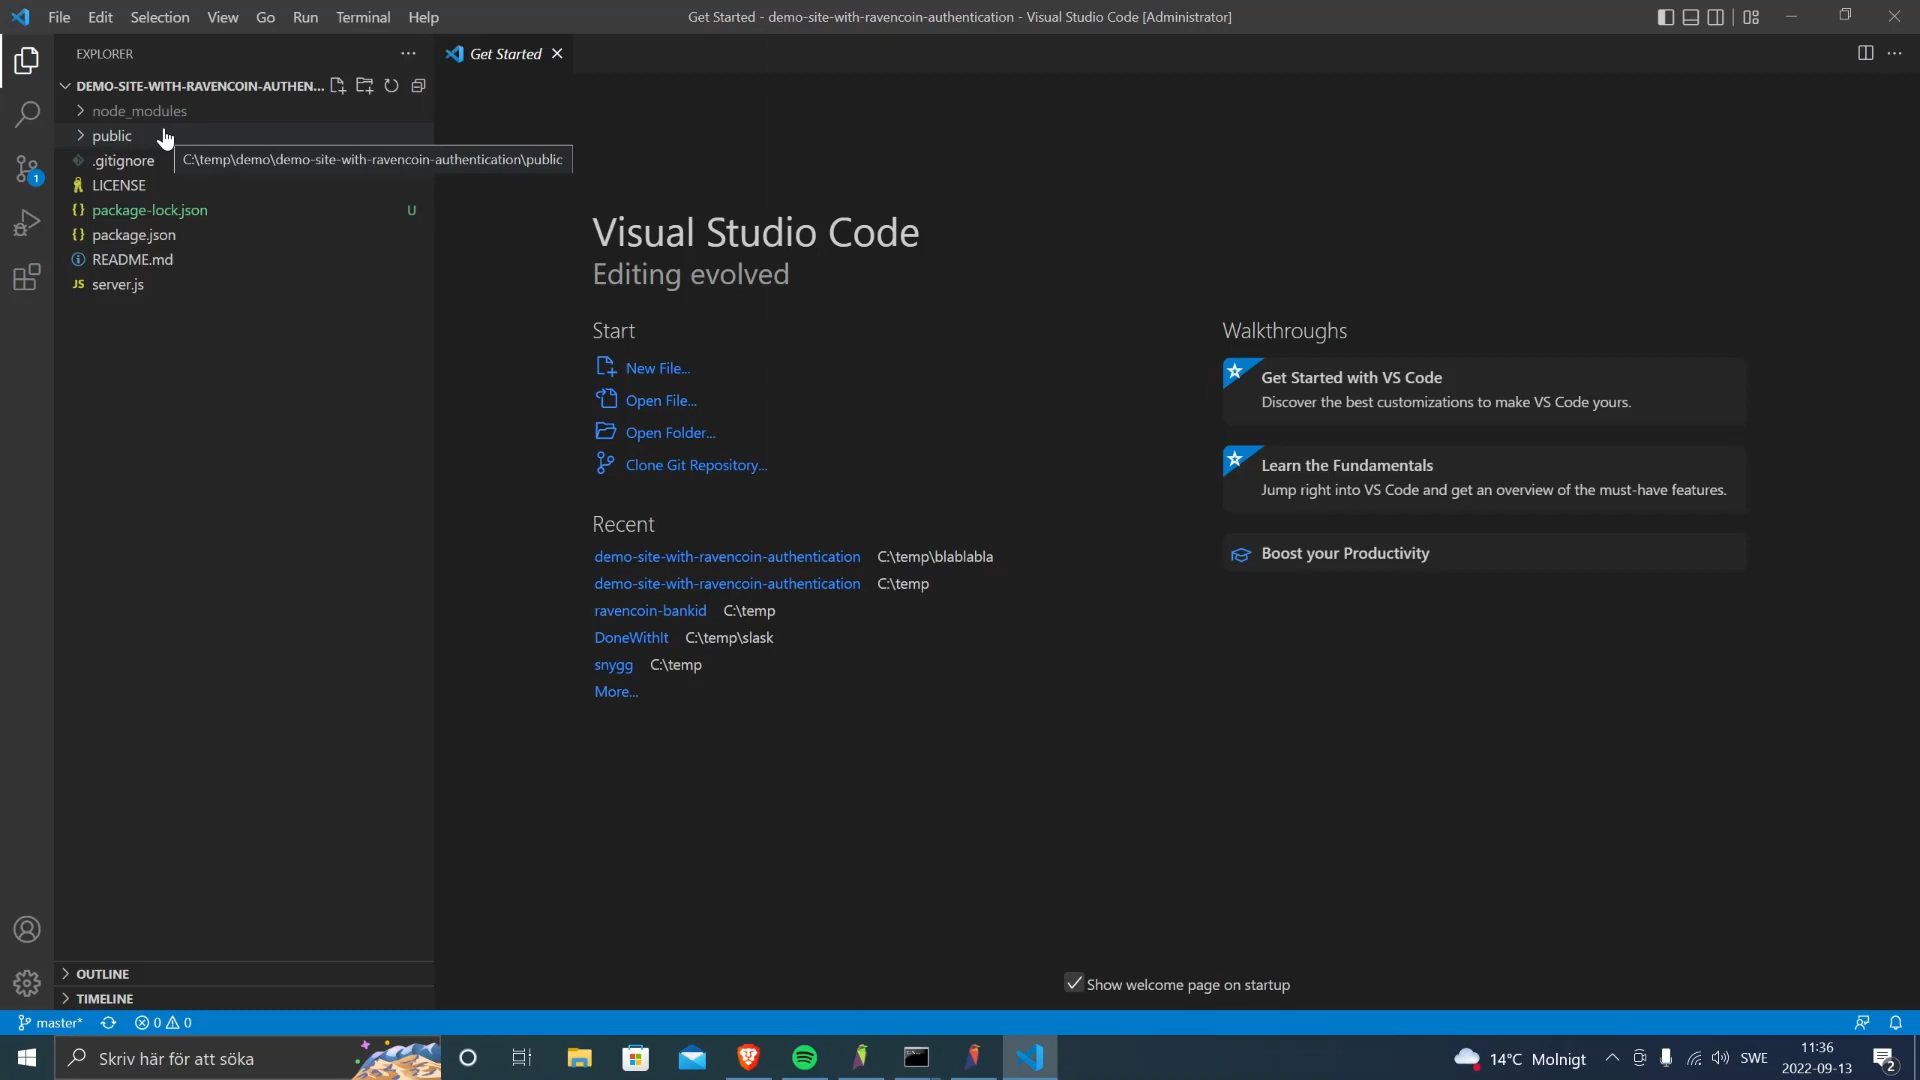 File Edit Selection View Go Run Terminal Help
Get Started - demo-site-with-ravencoin-authentication - Visual Studio Code [Administrator]
EXPLORER
Get Started
DEMO-SITE-WITH-RAVENCOIN-AUTHEN...
node_modules
public
C:\temp\demo\demo-site-with-ravencoin-authentication\public
.gitignore
LICENSE
package-lock.json U
package.json
README.md
JS server.js
1
Visual Studio Code
Editing evolved
Start
New File...
Open File...
Open Folder...
Clone Git Repository...
Recent
demo-site-with-ravencoin-authentication C:\temp\blablabla
demo-site-with-ravencoin-authentication C:\temp
ravencoin-bankid C:\temp
DoneWithIt C:\temp\slask
snygg C:\temp
More...
Walkthroughs
Get Started with VS Code
Discover the best customizations to make VS Code yours.
Learn the Fundamentals
Jump right into VS Code and get an overview of the must-have features.
Boost your Productivity
Show welcome page on startup
OUTLINE
TIMELINE
master* 0 0
Skriv här för att söka
14°C Molnigt
SWE
11:36
2022-09-13
2